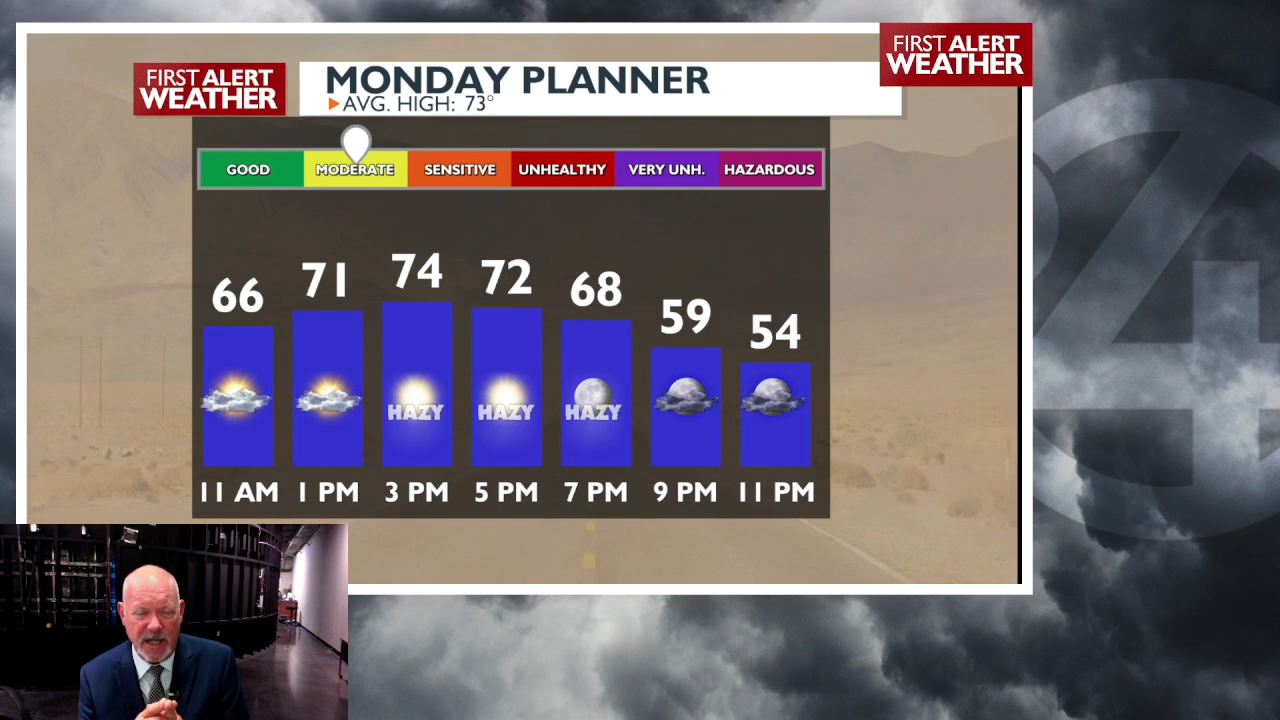 FIRST ALERT
WEATHER
FIRST ALERT
WEATHER
MONDAY PLANNER
AVG. HIGH: 73°
GOOD
MODERATE
SENSITIVE
UNHEALTHY
VERY UNH.
HAZARDOUS
66
71
74
72
68
59
54
HAZY
HAZY
HAZY
11 AM
1 PM
3 PM
5 PM
7 PM
9 PM
11 PM
4